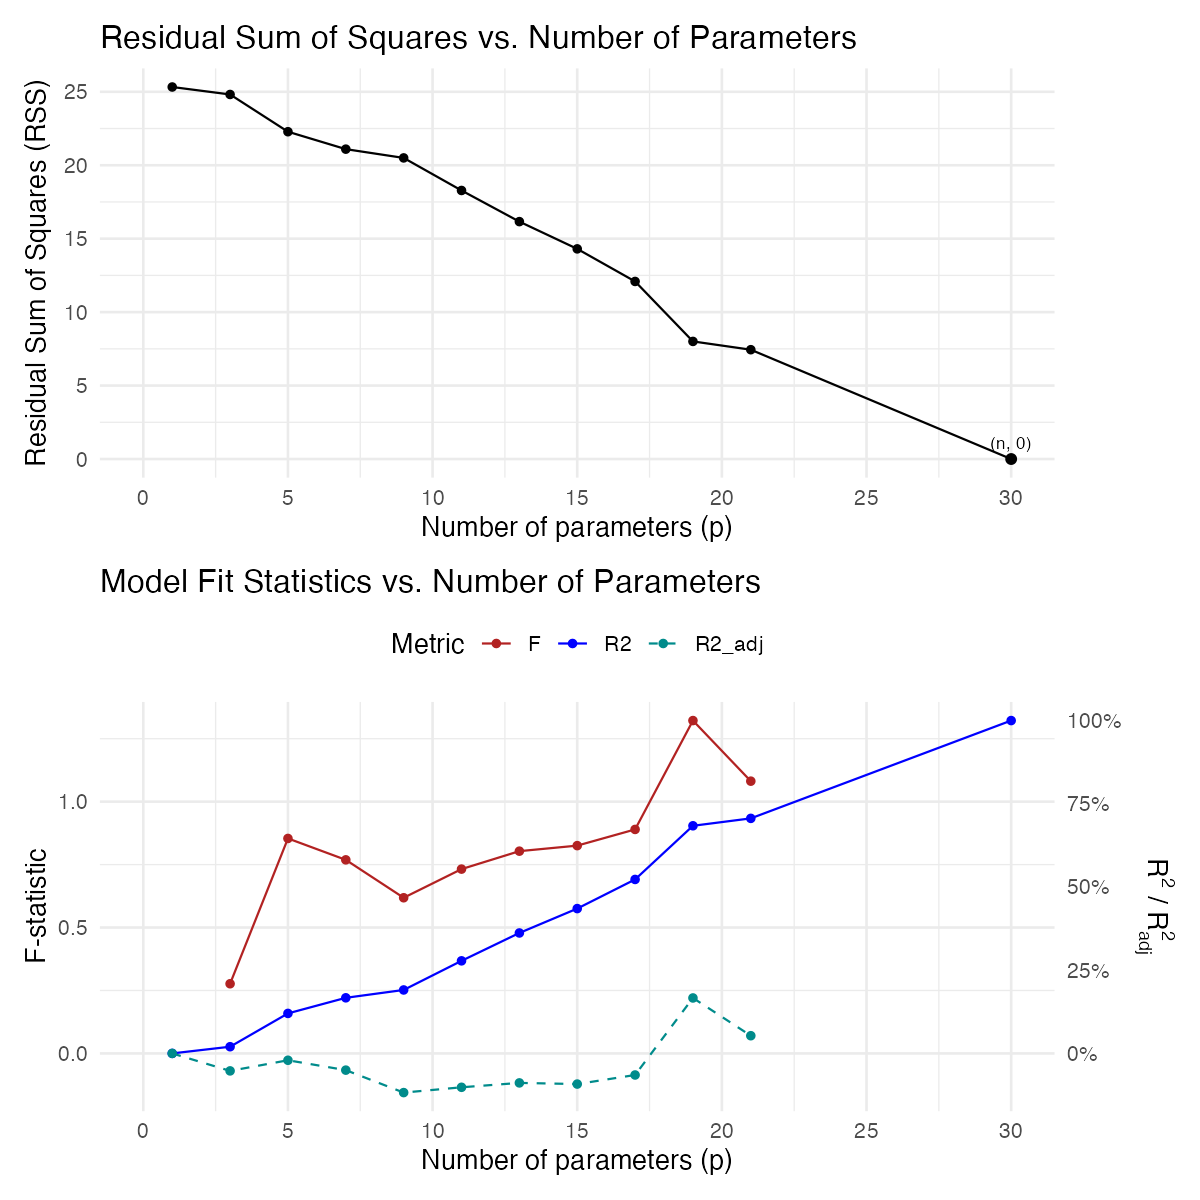 Residual Sum of Squares vs. Number of Parameters
Residual Sum of Squares (RSS)
25
20
15
10
5
0
(n, 0)
0 5 10 15 20 25 30
Number of parameters (p)
Model Fit Statistics vs. Number of Parameters
Metric F R2 R2_adj
F-statistic
1.0
0.5
0.0
100%
75%
50%
25%
0%
R² / R²adj
0 5 10 15 20 25 30
Number of parameters (p)